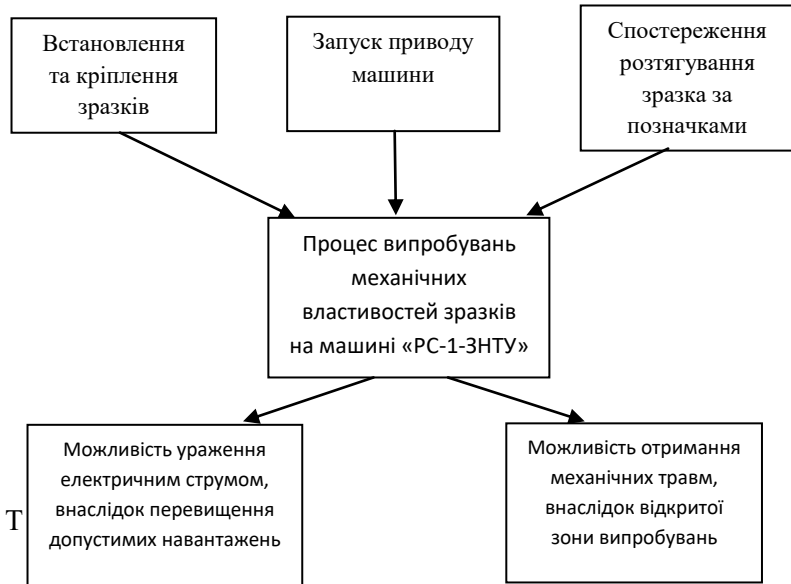 Встановлення
та кріплення
зразків
Запуск приводу
машини
Спостереження
розтягування
зразка за
позначками
Процес випробувань
механічних
властивостей зразків
на машині «РС-1-ЗНТУ»
Можливість ураження
електричним струмом,
внаслідок перевищення
допустимих навантажень
Можливість отримання
механічних травм,
внаслідок відкритої
зони випробувань
Т